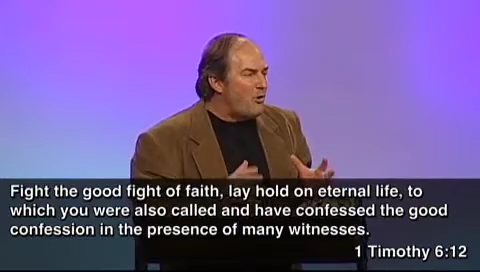 Fight the good fight of faith, lay hold on eternal life, to
which you were also called and have confessed the good
confession in the presence of many witnesses.
1 Timothy 6:12